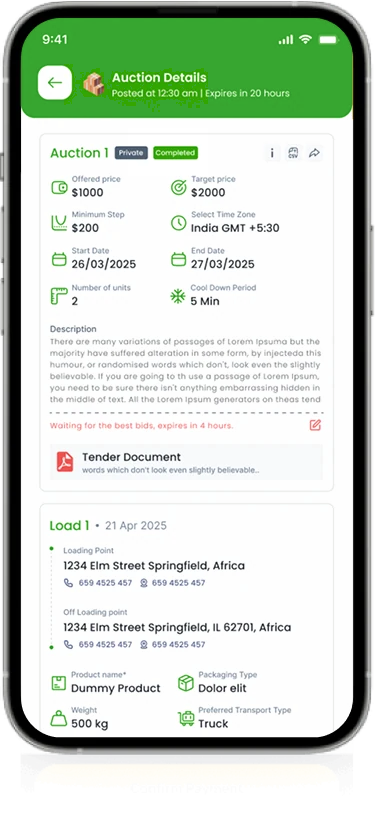 9:41
Auction Details
Posted at 12:30 am | Expires in 20 hours
Auction 1 Private Completed
Offered price Target price
$1000 $2000
Minimum Step Select Time Zone
$200 India GMT +5:30
Start Date End Date
26/03/2025 27/03/2025
Number of units Cool Down Period
2 5 Min
Description
There are many variations of passages of Lorem Ipsuma but the
majority have suffered alteration in some form, by injecteda this
humour, or randomised words which don't, look even the slightly
believable. If you are going to th use a passage of Lorem Ipsum,
you need to be sure there isn't anything embarrassing hidden in
the middle of text. All the Lorem Ipsum generators on theas tend
Waiting for the best bids, expires in 4 hours.
Tender Document
words which don't look even slightly believable..
Load 1 • 21 Apr 2025
Loading Point
1234 Elm Street Springfield, Africa
659 4525 457 659 4525 457
Off Loading point
1234 Elm Street Springfield, IL 62701, Africa
659 4525 457 659 4525 457
Product name* Packaging Type
Dummy Product Dolor elit
Weight Preferred Transport Type
500 kg Truck